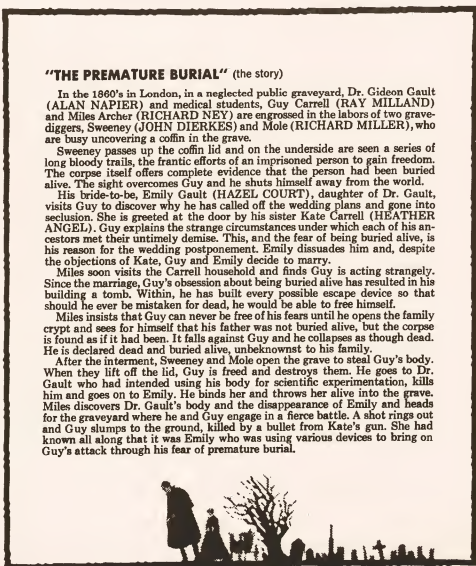 "THE PREMATURE BURIAL" (the story)
In the 1860's in London, in a neglected public graveyard, Dr. Gideon Gault
(ALAN NAPIER) and medical students, Guy Carrell (RAY MILLAND)
and Miles Archer (RICHARD NEY) are engrossed in the labors of two grave-
diggers, Sweeney (JOHN DIERKES) and Mole (RICHARD MILLER), who
are busy uncovering a coffin in the grave.
Sweeney passes up the coffin lid and on the underside are seen a series of
long bloody trails, the frantic efforts of an imprisoned person to gain freedom.
The corpse itself offers complete evidence that the person had been buried
alive. The sight overcomes Guy and he shuts himself away from the world.
His bride-to-be, Emily Gault (HAZEL COURT), daughter of Dr. Gault,
visits Guy to discover why he has called off the wedding plans and gone into
seclusion. She is greeted at the door by his sister Kate Carrell (HEATHER
ANGEL). Guy explains the strange circumstances under which each of his an-
cestors met their untimely demise. This, and the fear of being buried alive, is
his reason for the wedding postponement. Emily dissuades him and, despite
the objections of Kate, Guy and Emily decide to marry.
Miles soon visits the Carrell household and finds Guy is acting strangely.
Since the marriage, Guy's obsession about being buried alive has resulted in his
building a tomb. Within, he has built every possible escape device so that
should he ever be mistaken for dead, he would be able to free himself.
Miles insists that Guy can never be free of his fears until he opens the family
crypt and sees for himself that his father was not buried alive, but the corpse
is found as if it had been. It falls against Guy and he collapses as though dead.
He is declared dead and buried alive, unbeknownst to his family.
After the interment, Sweeney and Mole open the grave to steal Guy's body.
When they lift off the lid, Guy is freed and destroys them. He goes to Dr.
Gault who had intended using his body for scientific experimentation, kills
him and goes on to Emily. He binds her and throws her alive into the grave.
Miles discovers Dr. Gault's body and the disappearance of Emily and heads
for the graveyard where he and Guy engage in a fierce battle. A shot rings out
and Guy slumps to the ground, killed by a bullet from Kate's gun. She had
known all along that it was Emily who was using various devices to bring on
Guy's attack through his fear of premature burial.